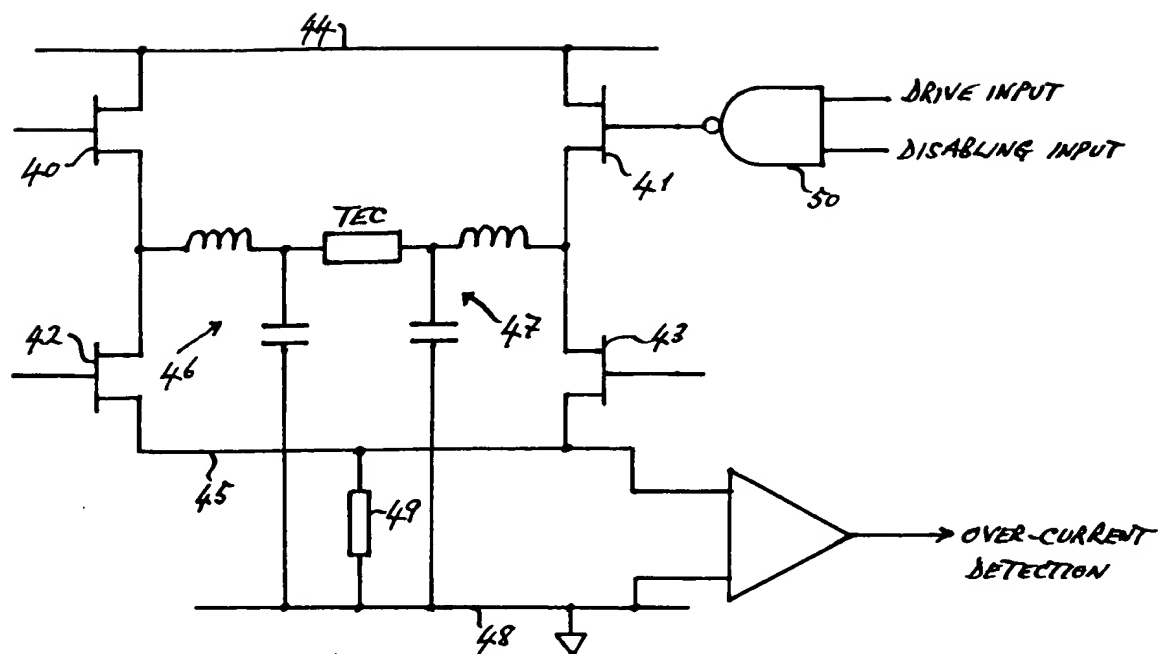 44
DRIVE INPUT
DISABLING INPUT
40
41
50
TEC
42
46
47
43
45
49
OVER-CURRENT
DETECTION
48